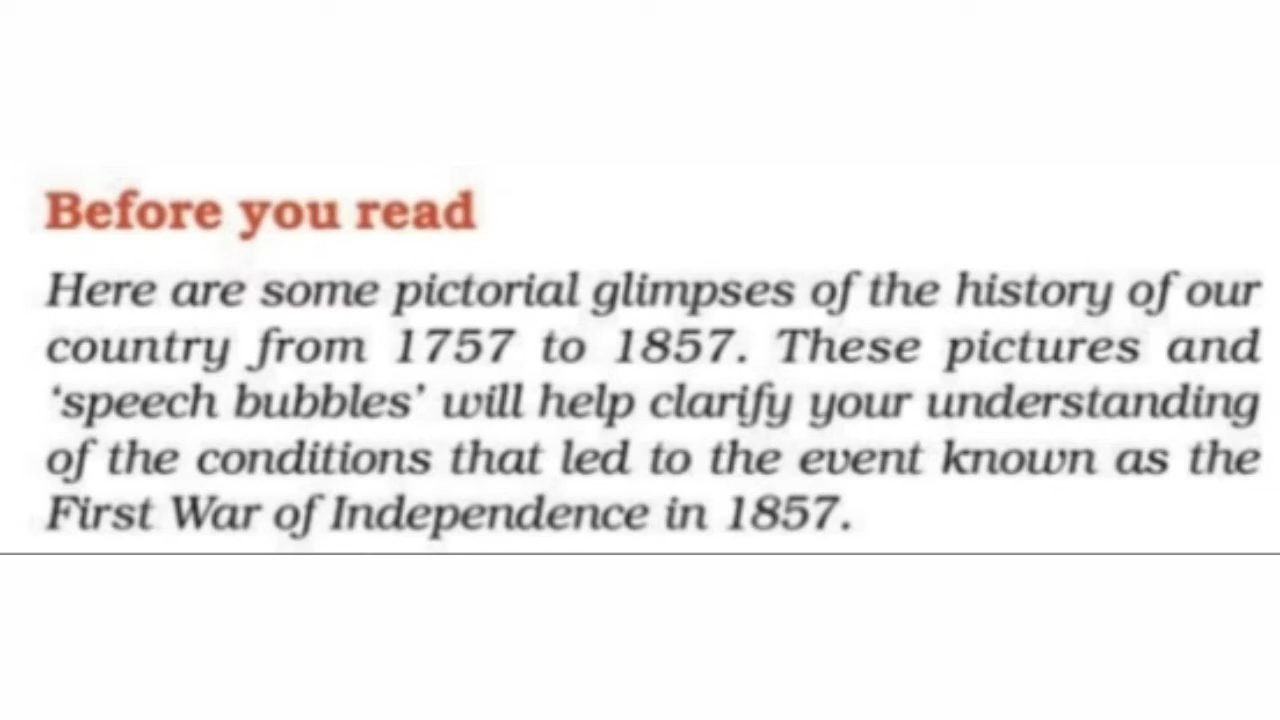 Before you read
Here are some pictorial glimpses of the history of our
country from 1757 to 1857. These pictures and
‘speech bubbles’ will help clarify your understanding
of the conditions that led to the event known as the
First War of Independence in 1857.